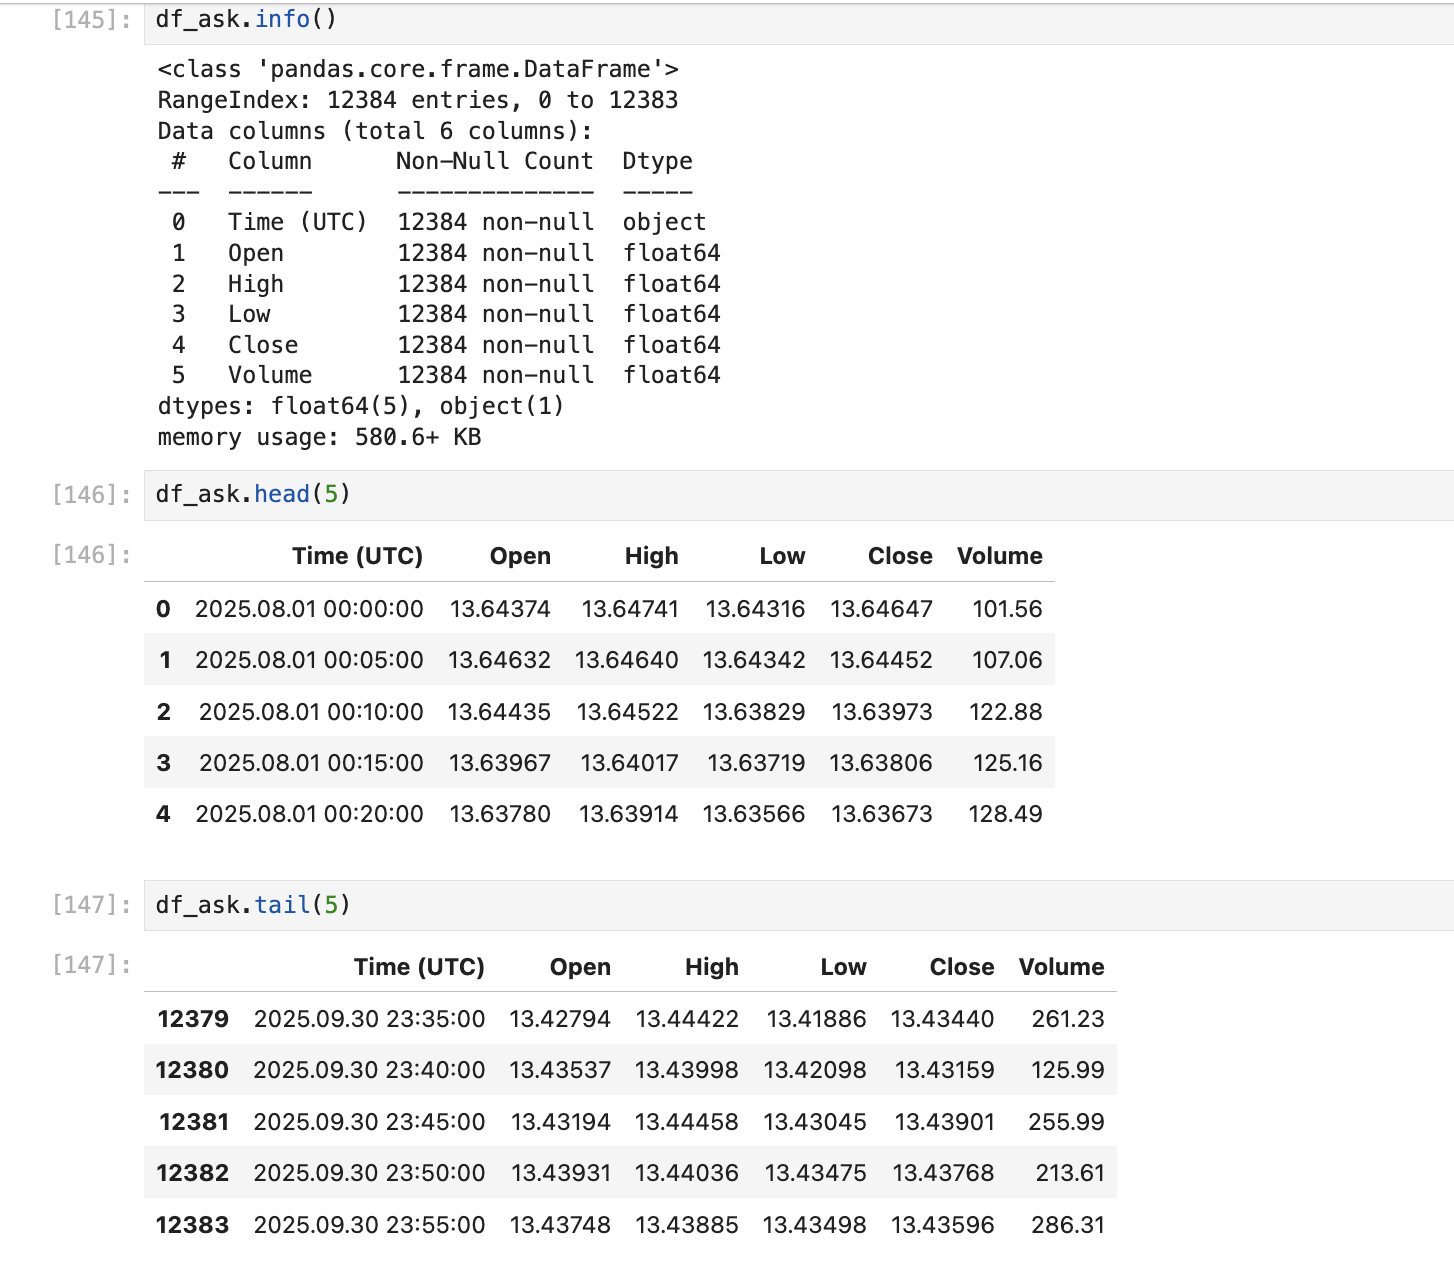 [145]: df_ask.info()
<class 'pandas.core.frame.DataFrame'>
RangeIndex: 12384 entries, 0 to 12383
Data columns (total 6 columns):
 #   Column      Non-Null Count  Dtype
---  ------      --------------  -----
 0   Time (UTC)  12384 non-null  object
 1   Open        12384 non-null  float64
 2   High        12384 non-null  float64
 3   Low         12384 non-null  float64
 4   Close       12384 non-null  float64
 5   Volume      12384 non-null  float64
dtypes: float64(5), object(1)
memory usage: 580.6+ KB
[146]: df_ask.head(5)
[146]: Time (UTC) Open High Low Close Volume
0 2025.08.01 00:00:00 13.64374 13.64741 13.64316 13.64647 101.56
1 2025.08.01 00:05:00 13.64632 13.64640 13.64342 13.64452 107.06
2 2025.08.01 00:10:00 13.64435 13.64522 13.63829 13.63973 122.88
3 2025.08.01 00:15:00 13.63967 13.64017 13.63719 13.63806 125.16
4 2025.08.01 00:20:00 13.63780 13.63914 13.63566 13.63673 128.49
[147]: df_ask.tail(5)
[147]: Time (UTC) Open High Low Close Volume
12379 2025.09.30 23:35:00 13.42794 13.44422 13.41886 13.43440 261.23
12380 2025.09.30 23:40:00 13.43537 13.43998 13.42098 13.43159 125.99
12381 2025.09.30 23:45:00 13.43194 13.44458 13.43045 13.43901 255.99
12382 2025.09.30 23:50:00 13.43931 13.44036 13.43475 13.43768 213.61
12383 2025.09.30 23:55:00 13.43748 13.43885 13.43498 13.43596 286.31